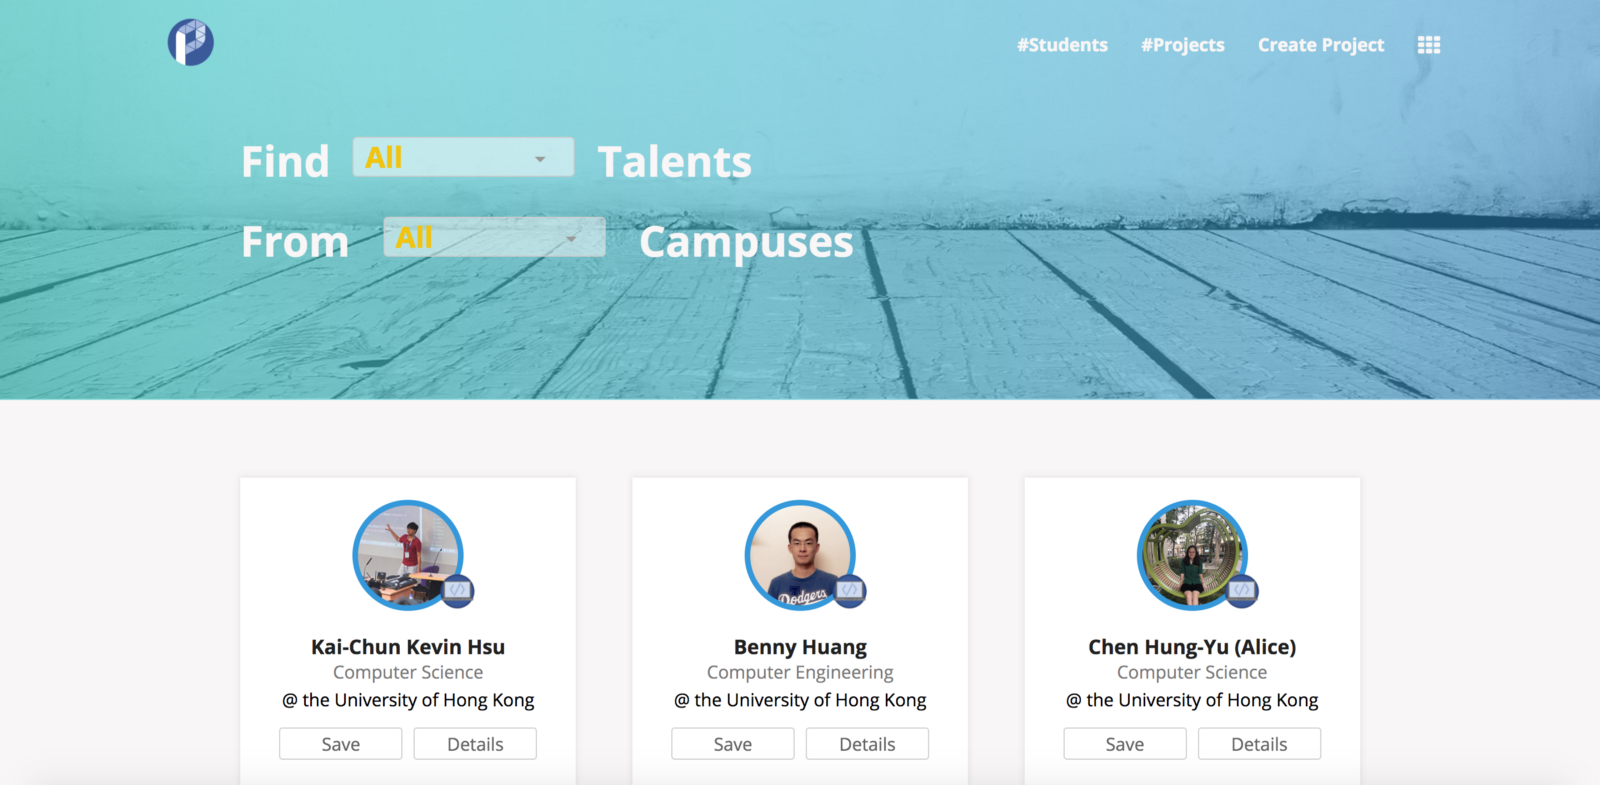 #Students #Projects Create Project
Find All Talents
From All Campuses
Dodgers
Kai-Chun Kevin Hsu
Computer Science
@ the University of Hong Kong
Save Details
Benny Huang
Computer Engineering
@ the University of Hong Kong
Save Details
Chen Hung-Yu (Alice)
Computer Science
@ the University of Hong Kong
Save Details